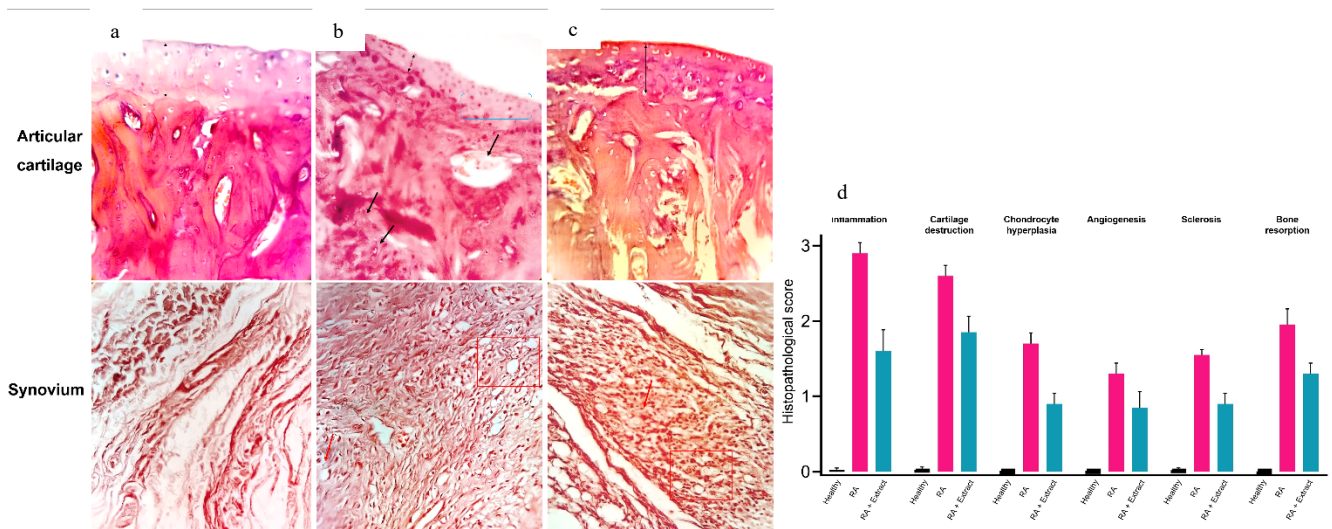 a
b
c
Articular
cartilage
Synovium
d
Inflammation
Cartilage
destruction
Chondrocyte
hyperplasia
Angiogenesis
Sclerosis
Bone
resorption
Histopathological score
3
2
1
0
Healthy
RA
RA + Extract
Healthy
RA
RA + Extract
Healthy
RA
RA + Extract
Healthy
RA
RA + Extract
Healthy
RA
RA + Extract
Healthy
RA
RA + Extract